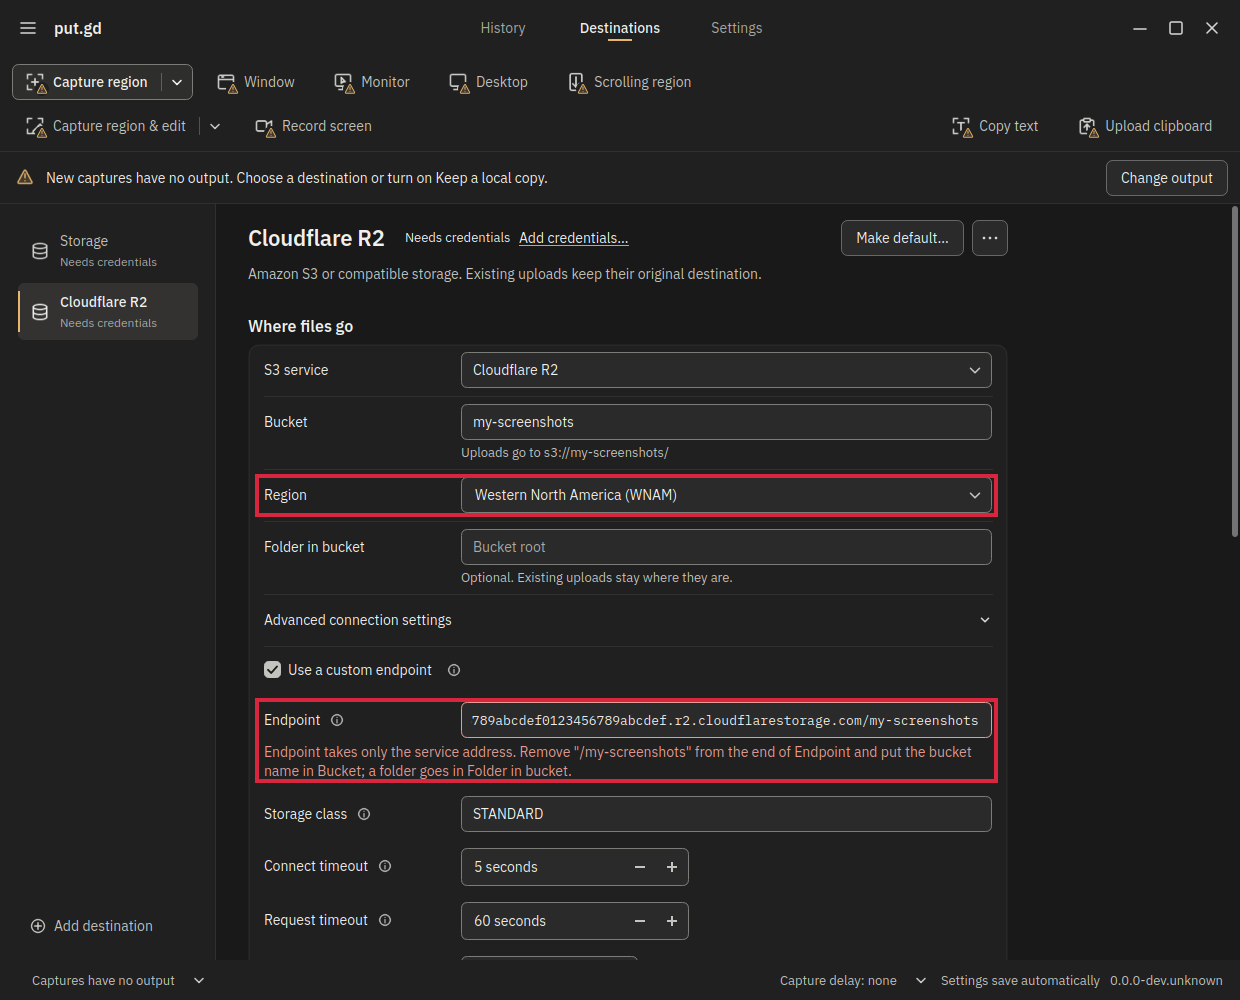 put.gd
History
Destinations
Settings
Capture region
Window
Monitor
Desktop
Scrolling region
Capture region & edit
Record screen
Copy text
Upload clipboard
New captures have no output. Choose a destination or turn on Keep a local copy.
Change output
Storage
Needs credentials
Cloudflare R2
Needs credentials
Add destination
Cloudflare R2
Needs credentials
Add credentials...
Make default...
Amazon S3 or compatible storage. Existing uploads keep their original destination.
Where files go
S3 service
Cloudflare R2
Bucket
my-screenshots
Uploads go to s3://my-screenshots/
Region
Western North America (WNAM)
Folder in bucket
Bucket root
Optional. Existing uploads stay where they are.
Advanced connection settings
Use a custom endpoint
Endpoint
789abcdef0123456789abcdef.r2.cloudflarestorage.com/my-screenshots
Endpoint takes only the service address. Remove "/my-screenshots" from the end of Endpoint and put the bucket
name in Bucket; a folder goes in Folder in bucket.
Storage class
STANDARD
Connect timeout
5 seconds
Request timeout
60 seconds
Captures have no output
Capture delay: none
Settings save automatically
0.0.0-dev.unknown